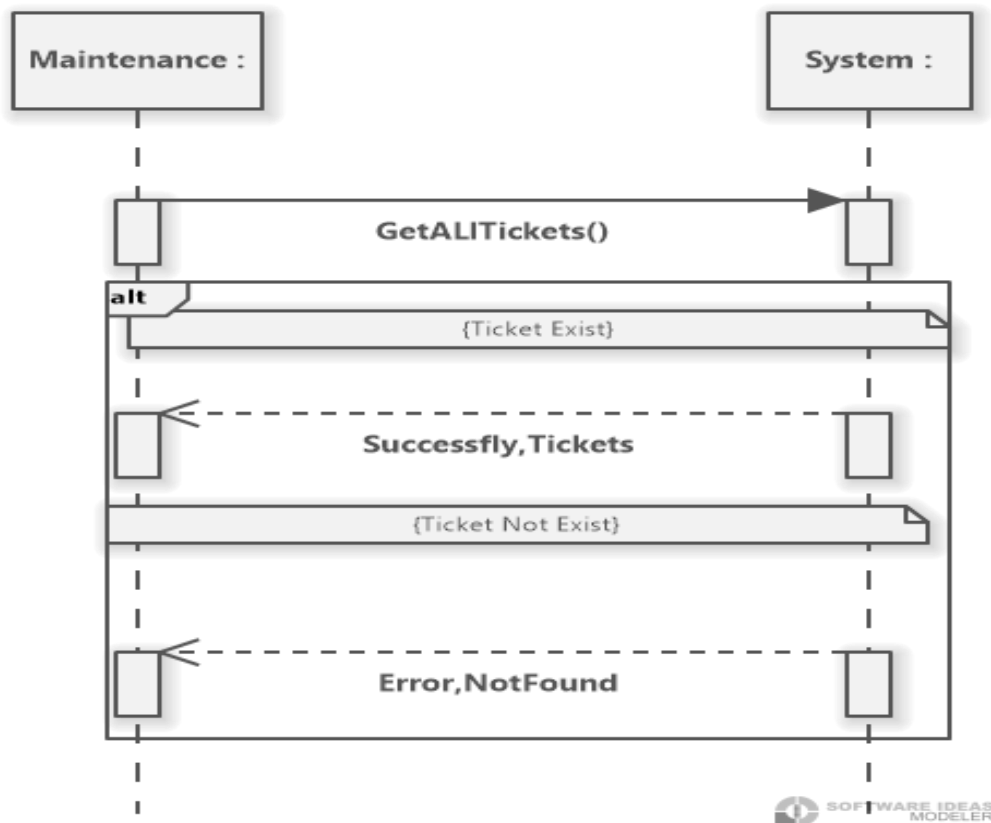 Maintenance :
System :
GetALITickets()
alt
{Ticket Exist}
Successfly,Tickets
{Ticket Not Exist}
Error,NotFound
SOFTWARE IDEAS
MODELER